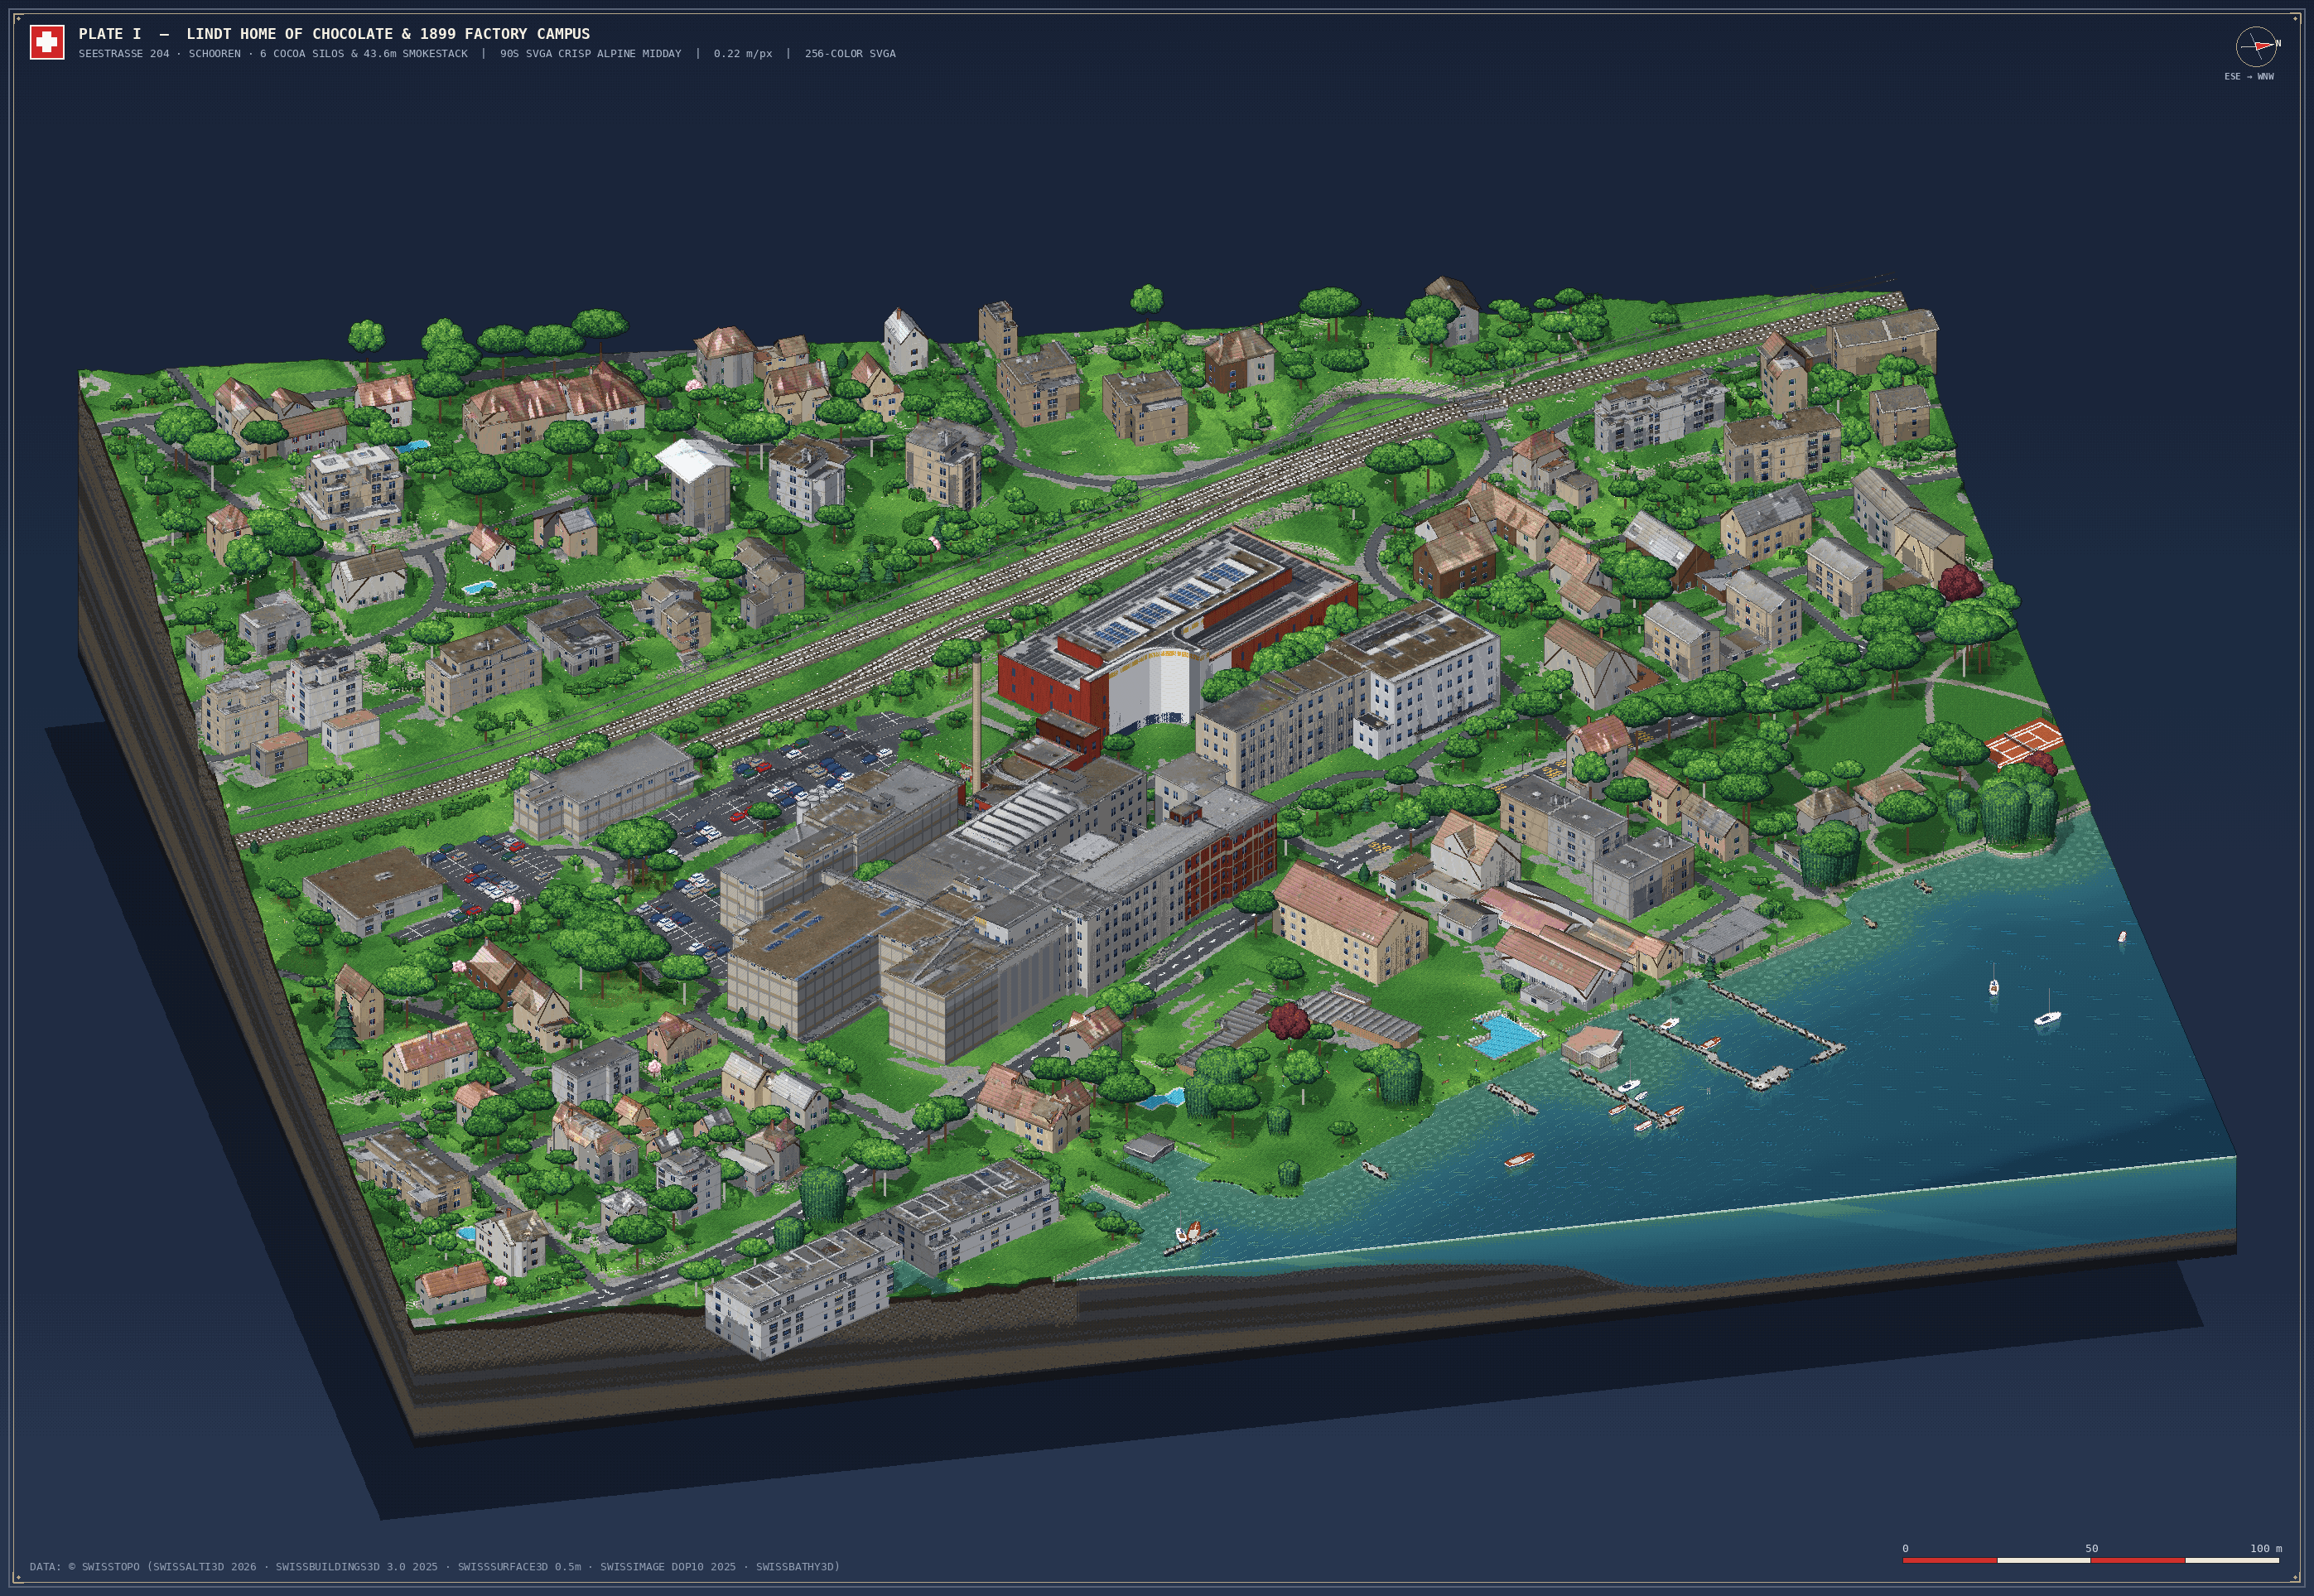 PLATE I — LINDT HOME OF CHOCOLATE & 1899 FACTORY CAMPUS
SEESTRASSE 204 · SCHOOREN · 6 COCOA SILOS & 43.6m SMOKESTACK | 90S SVGA CRISP ALPINE MIDDAY | 0.22 m/px | 256-COLOR SVGA
N
ESE → WNW
0 50 100 m
DATA: © SWISSTOPO (SWISSALTI3D 2026 · SWISSBUILDINGS3D 3.0 2025 · SWISSSURFACE3D 0.5m · SWISSIMAGE DOP10 2025 · SWISSBATHY3D)